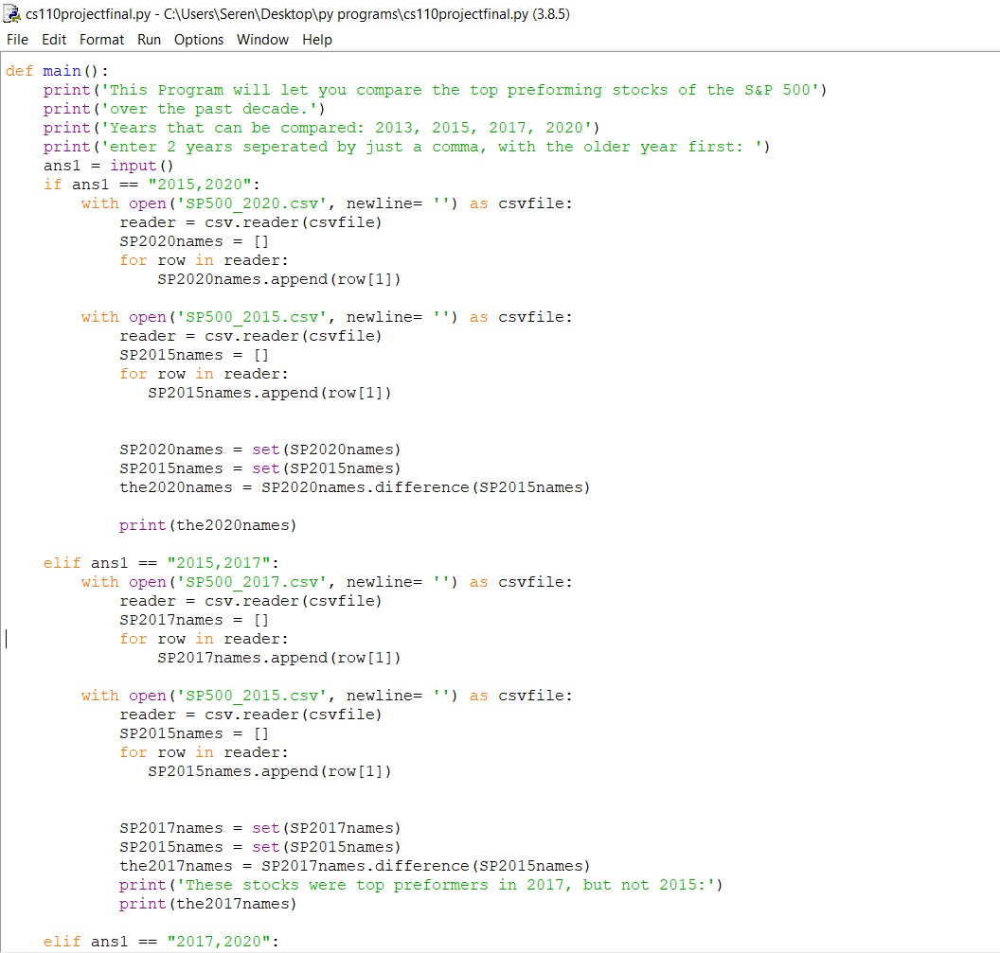 cs110projectfinal.py - C:\Users\Seren\Desktop\py programs\cs110projectfinal.py (3.8.5)
File Edit Format Run Options Window Help
def main():
    print('This Program will let you compare the top preforming stocks of the S&P 500')
    print('over the past decade.')
    print('Years that can be compared: 2013, 2015, 2017, 2020')
    print('enter 2 years seperated by just a comma, with the older year first: ')
    ans1 = input()
    if ans1 == "2015,2020":
        with open('SP500_2020.csv', newline= '') as csvfile:
            reader = csv.reader(csvfile)
            SP2020names = []
            for row in reader:
                SP2020names.append(row[1])

        with open('SP500_2015.csv', newline= '') as csvfile:
            reader = csv.reader(csvfile)
            SP2015names = []
            for row in reader:
               SP2015names.append(row[1])


            SP2020names = set(SP2020names)
            SP2015names = set(SP2015names)
            the2020names = SP2020names.difference(SP2015names)

            print(the2020names)

    elif ans1 == "2015,2017":
        with open('SP500_2017.csv', newline= '') as csvfile:
            reader = csv.reader(csvfile)
            SP2017names = []
            for row in reader:
                SP2017names.append(row[1])

        with open('SP500_2015.csv', newline= '') as csvfile:
            reader = csv.reader(csvfile)
            SP2015names = []
            for row in reader:
               SP2015names.append(row[1])


            SP2017names = set(SP2017names)
            SP2015names = set(SP2015names)
            the2017names = SP2017names.difference(SP2015names)
            print('These stocks were top preformers in 2017, but not 2015:')
            print(the2017names)

    elif ans1 == "2017,2020":